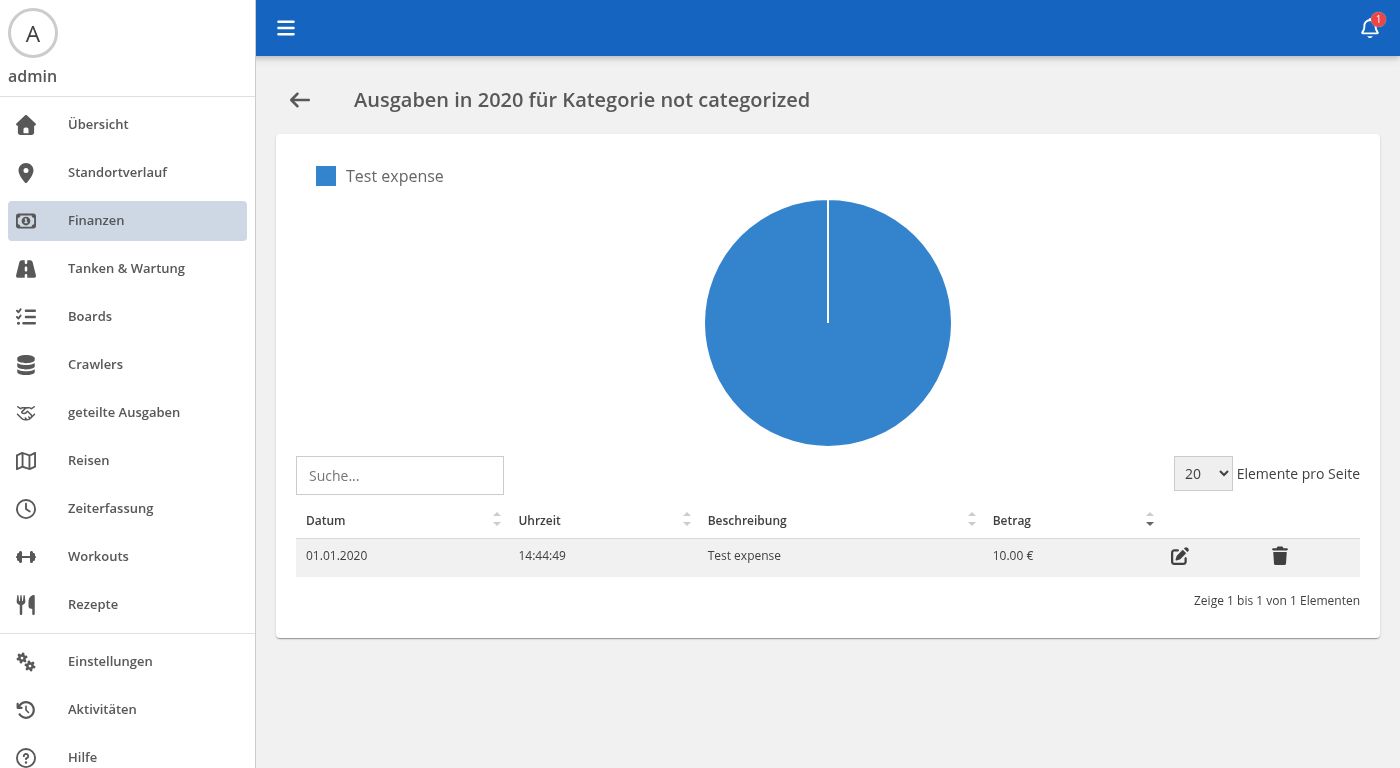 A
admin
Übersicht
Standortverlauf
Finanzen
Tanken & Wartung
Boards
Crawlers
geteilte Ausgaben
Reisen
Zeiterfassung
Workouts
Rezepte
Einstellungen
Aktivitäten
Hilfe
1
Ausgaben in 2020 für Kategorie not categorized
Test expense
Suche...
20 Elemente pro Seite
Datum Uhrzeit Beschreibung Betrag
01.01.2020 14:44:49 Test expense 10.00 €
Zeige 1 bis 1 von 1 Elementen